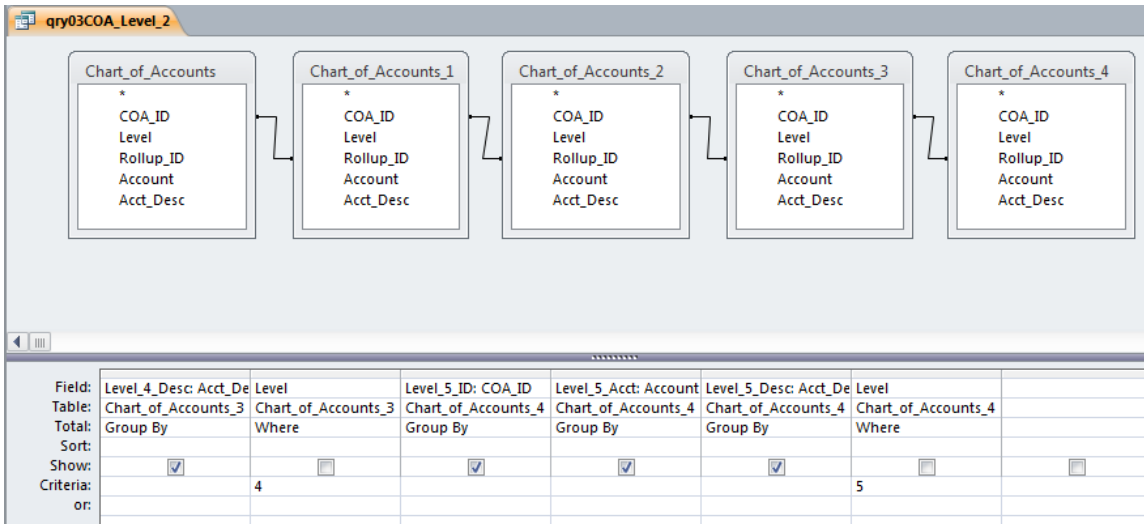 qry03COA_Level_2
Chart_of_Accounts Chart_of_Accounts_1 Chart_of_Accounts_2 Chart_of_Accounts_3 Chart_of_Accounts_4
* * * * *
COA_ID COA_ID COA_ID COA_ID COA_ID
Level Level Level Level Level
Rollup_ID Rollup_ID Rollup_ID Rollup_ID Rollup_ID
Account Account Account Account Account
Acct_Desc Acct_Desc Acct_Desc Acct_Desc Acct_Desc
Field: Level_4_Desc: Acct_De Level Level_5_ID: COA_ID Level_5_Acct: Account Level_5_Desc: Acct_De Level
Table: Chart_of_Accounts_3 Chart_of_Accounts_3 Chart_of_Accounts_4 Chart_of_Accounts_4 Chart_of_Accounts_4 Chart_of_Accounts_4
Total: Group By Where Group By Group By Group By Where
Sort:
Show:
Criteria: 4 5
or: